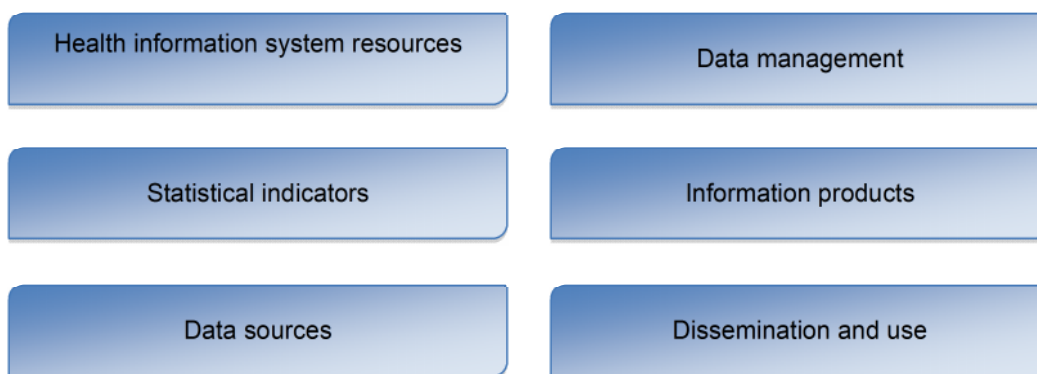 Health information system resources
Data management
Statistical indicators
Information products
Data sources
Dissemination and use